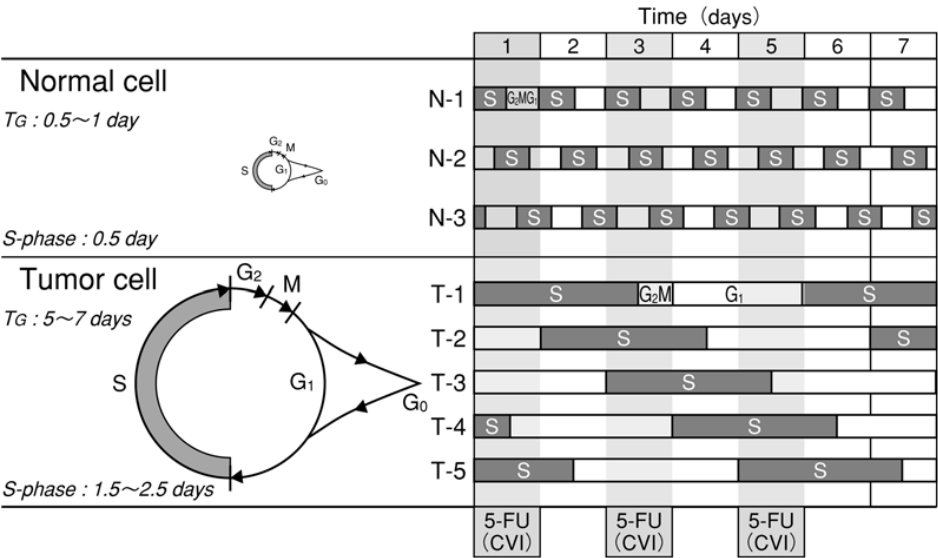 Time (days)
1 2 3 4 5 6 7
Normal cell
TG : 0.5～1 day
G2 M
S G1 G0
S-phase : 0.5 day
N-1 S G2MG1 S S S S S S
N-2 S S S S S S S
N-3 S S S S S S S
Tumor cell
TG : 5～7 days
G2 M
S G1 G0
S-phase : 1.5～2.5 days
T-1 S G2M G1 S
T-2 S S
T-3 S
T-4 S S
T-5 S S
5-FU 5-FU 5-FU
(CVI) (CVI) (CVI)